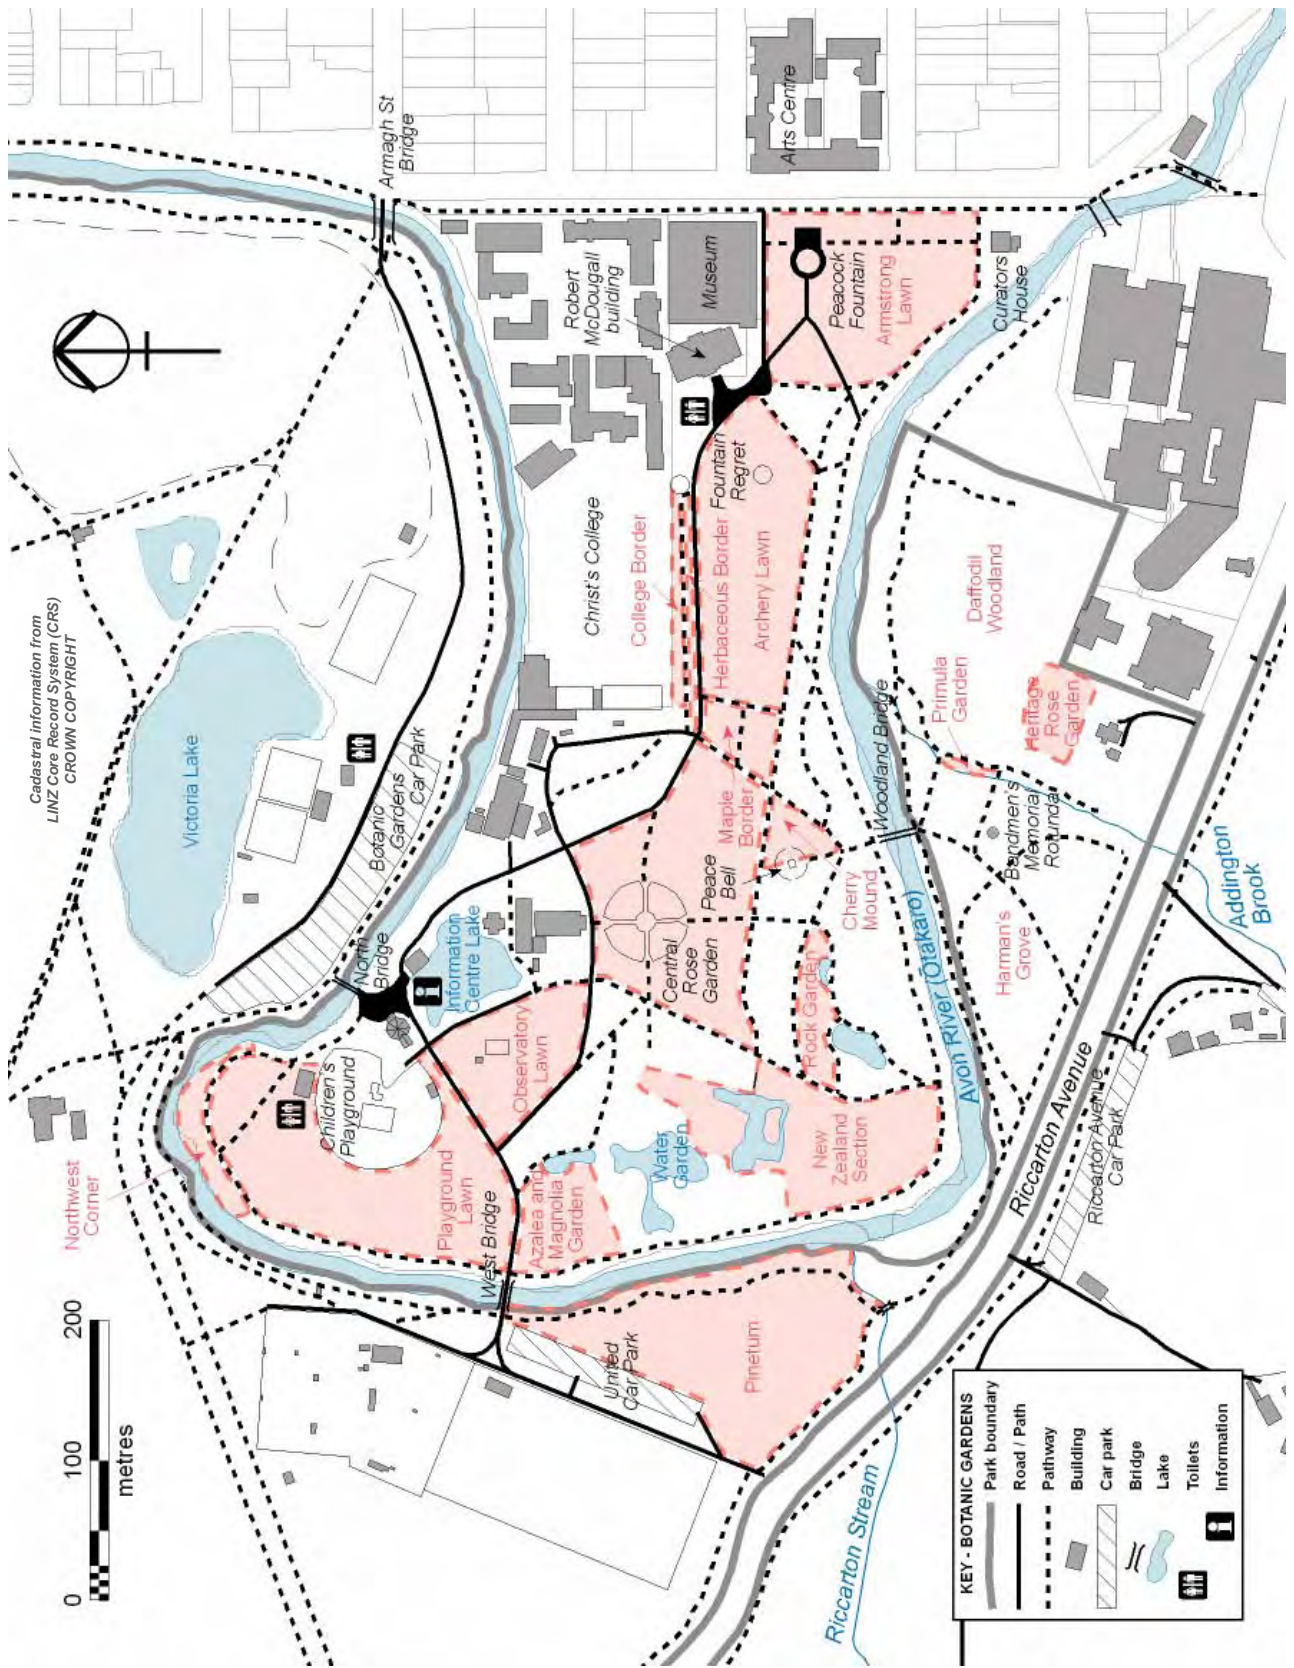 Cadastral information from
LINZ Core Record System (CRS)
CROWN COPYRIGHT
Armagh St
Bridge
Arts Centre
Victoria Lake
Botanic
Gardens
Car Park
Robert
McDougall
building
Museum
Peacock
Fountain
Armstrong
Lawn
Curators
House
Christ's College
College Border
Herbaceous Border
Fountain
Regret
Archery Lawn
Daffodil
Woodland
Primula
Garden
Heritage
Rose
Garden
Woodland Bridge
Bandmen's
Memorial
Rotunda
Addington
Brook
Maple
Border
Peace
Bell
Cherry
Mound
Harman's
Grove
North
Bridge
Information
Centre Lake
Central
Rose
Garden
Rock Garden
Avon River (Ōtakaro)
Observatory
Lawn
Children's
Playground
Water
Garden
New
Zealand
Section
Riccarton Avenue
Riccarton Avenue
Car Park
Northwest
Corner
Playground
Lawn
West Bridge
Azalea and
Magnolia
Garden
United
Car Park
Pinetum
Riccarton Stream
0 100 200
metres
KEY - BOTANIC GARDENS
Park boundary
Road / Path
Pathway
Building
Car park
Bridge
Lake
Toilets
Information